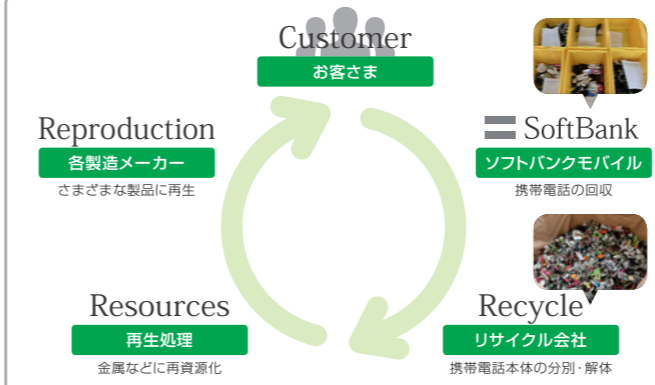 Customer
お客さま
SoftBank
ソフトバンクモバイル
携帯電話の回収
Recycle
リサイクル会社
携帯電話本体の分別・解体
Resources
再生処理
金属などに再資源化
Reproduction
各製造メーカー
さまざまな製品に再生